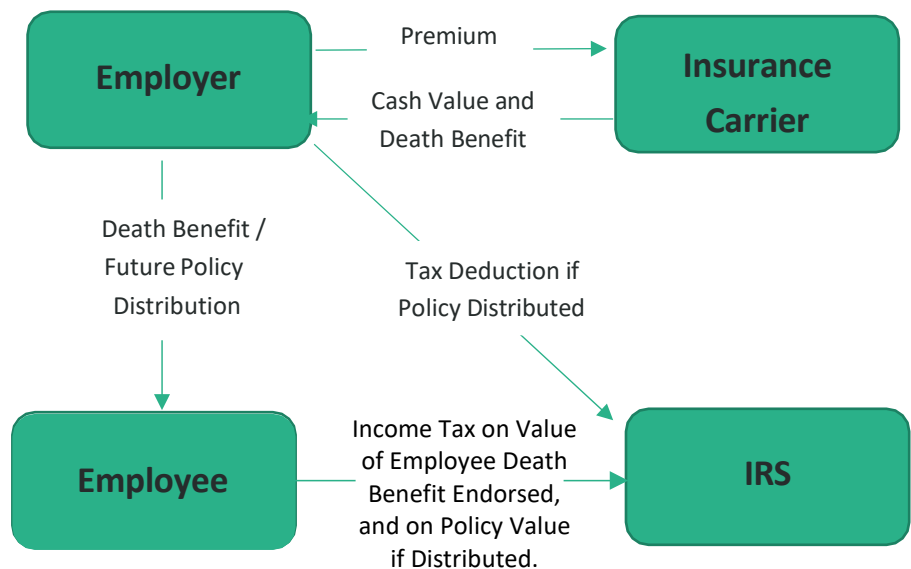 Employer
Premium
Insurance
Carrier
Cash Value and
Death Benefit
Death Benefit /
Future Policy
Distribution
Tax Deduction if
Policy Distributed
Employee
Income Tax on Value
of Employee Death
Benefit Endorsed,
and on Policy Value
if Distributed.
IRS